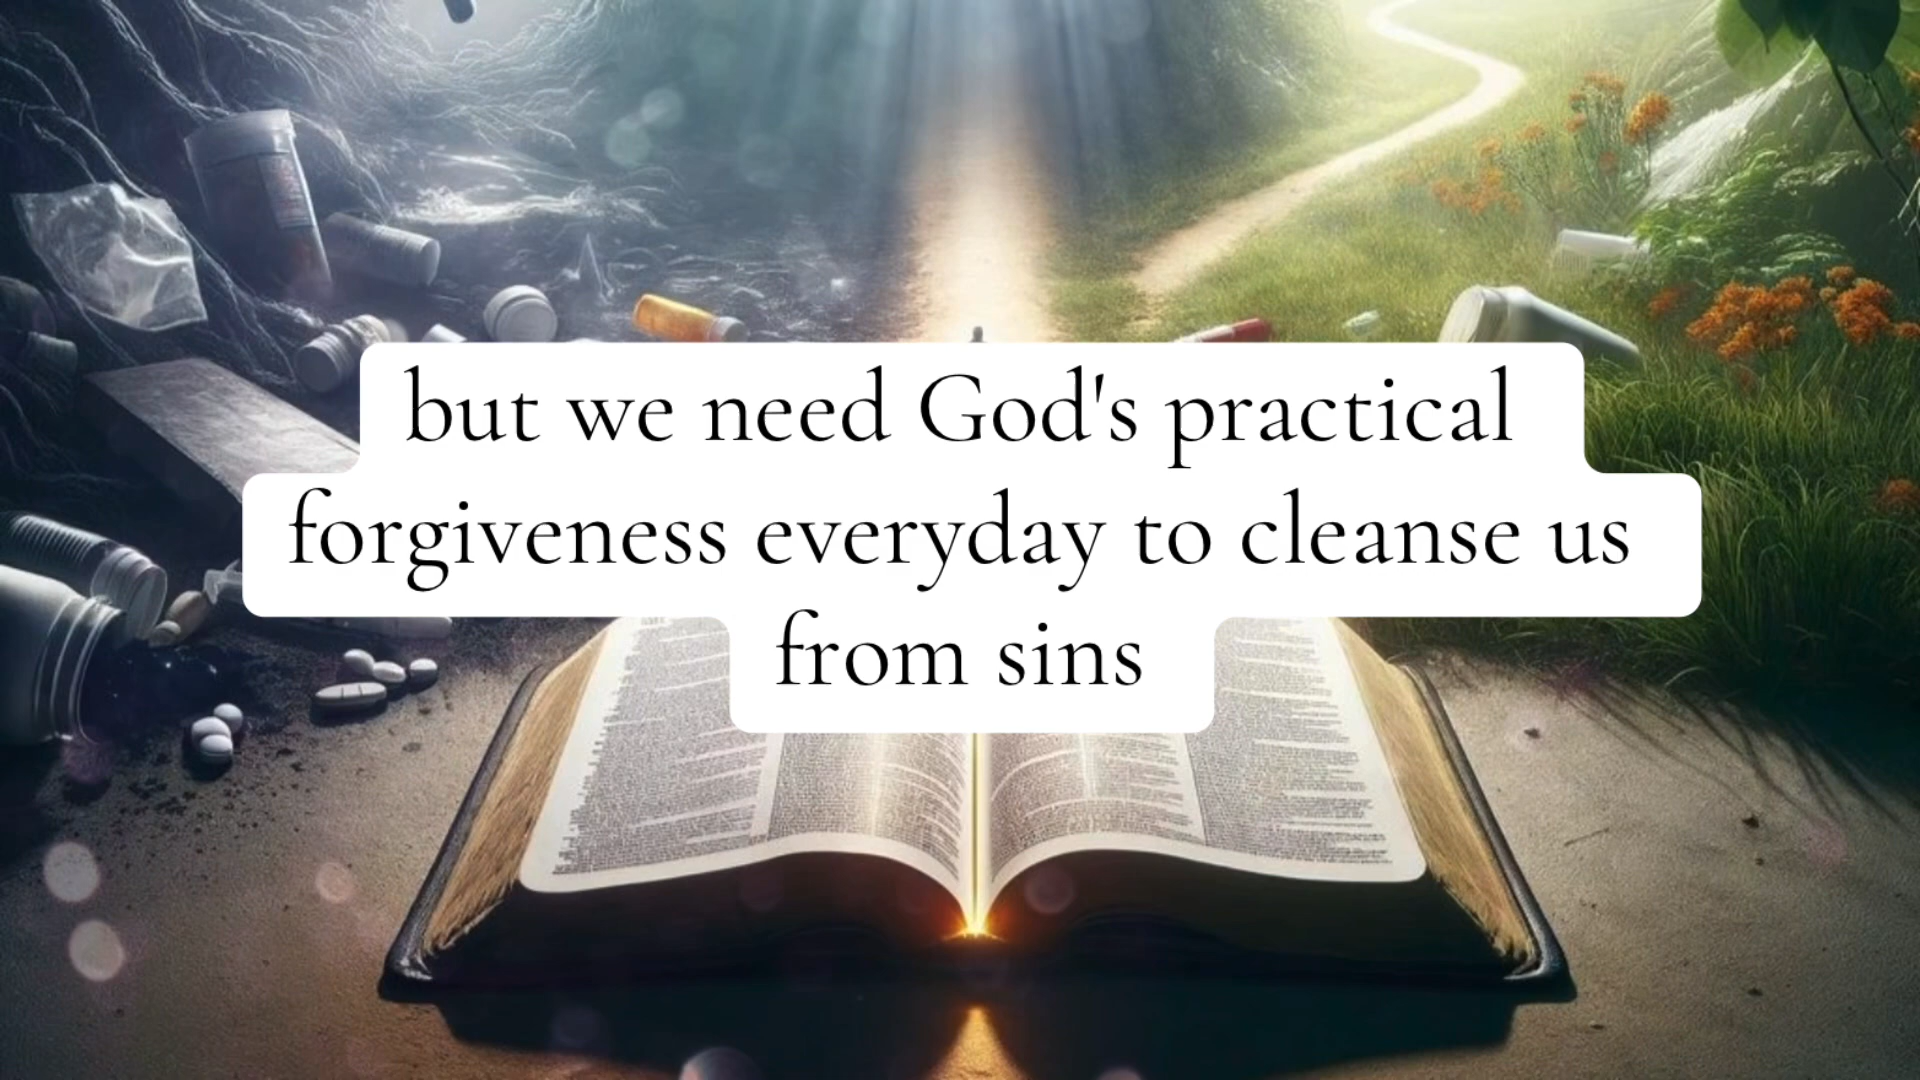 but we need God's practical
forgiveness everyday to cleanse us
from sins